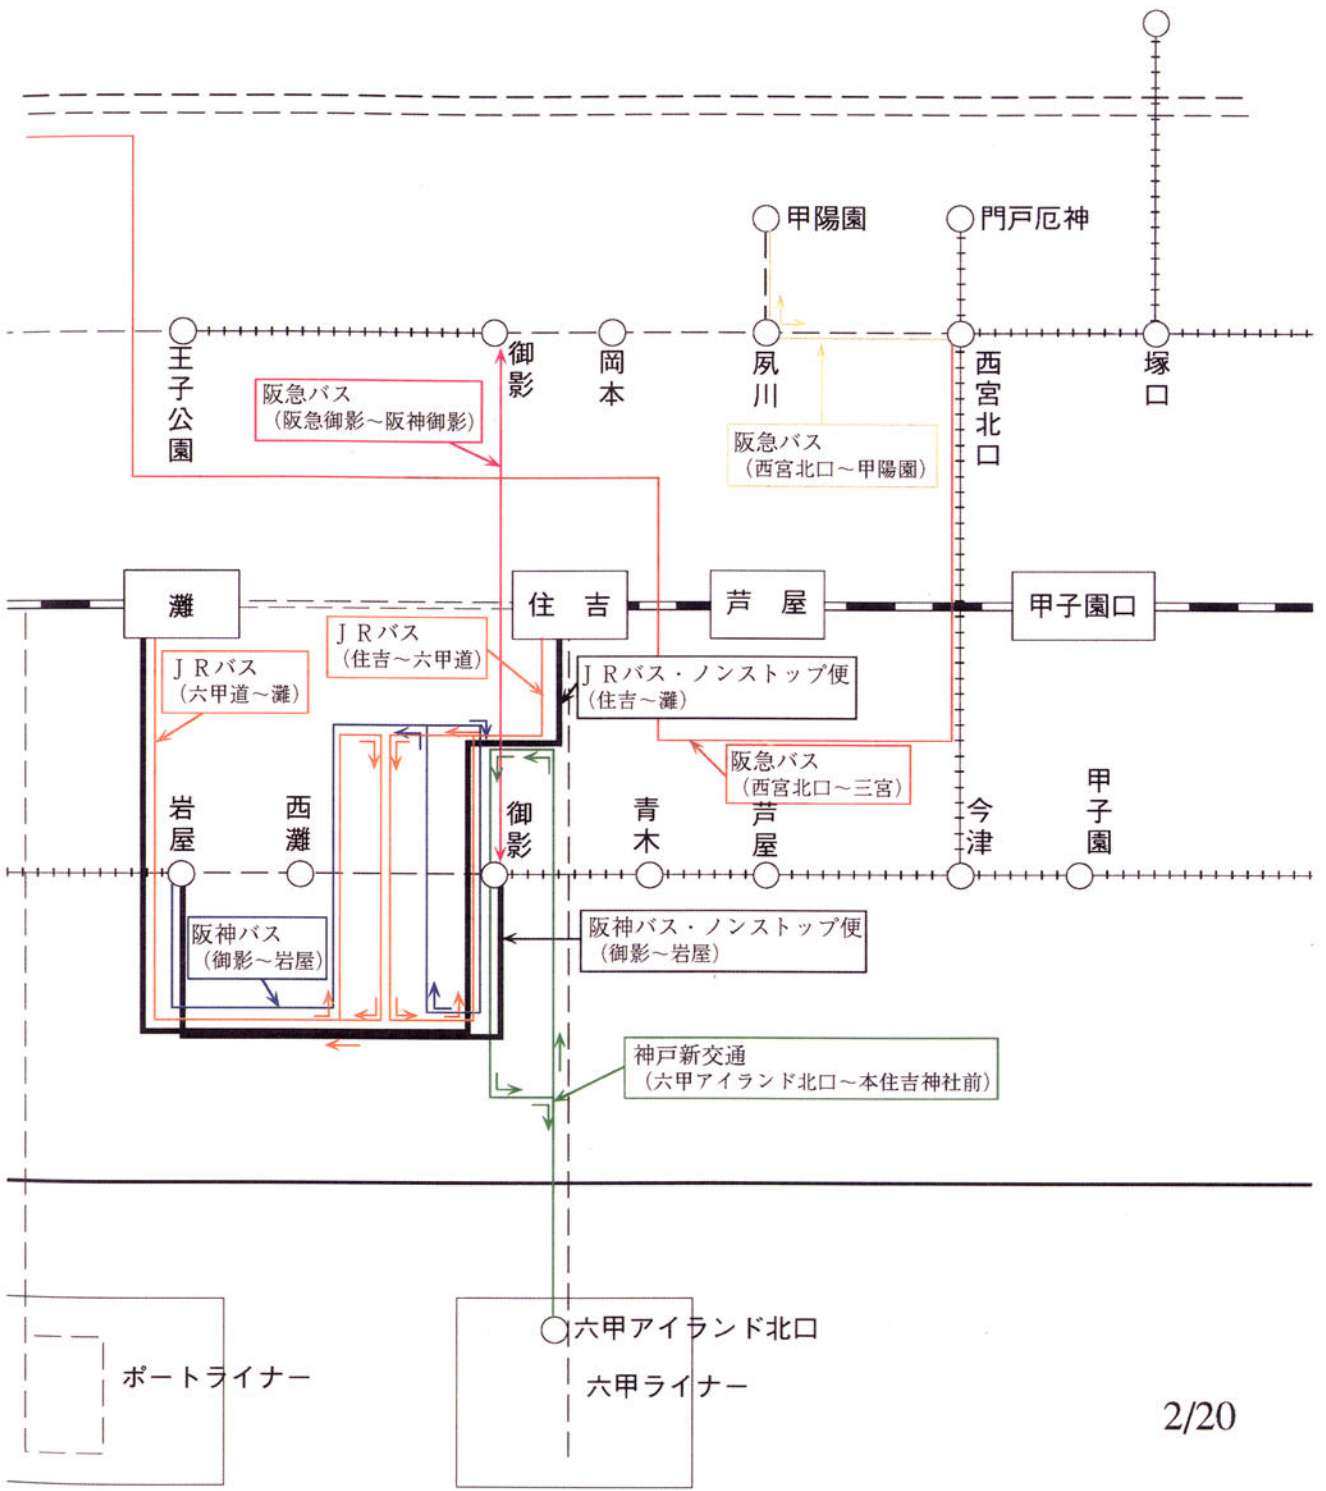 甲陽園
門戸厄神
王子公園
御影
岡本
夙川
西宮北口
塚口
阪急バス
（阪急御影～阪神御影）
阪急バス
（西宮北口～甲陽園）
灘
住吉
芦屋
甲子園口
ＪＲバス
（住吉～六甲道）
ＪＲバス
（六甲道～灘）
ＪＲバス・ノンストップ便
（住吉～灘）
阪急バス
（西宮北口～三宮）
岩屋
西灘
御影
青木
芦屋
今津
甲子園
阪神バス
（御影～岩屋）
阪神バス・ノンストップ便
（御影～岩屋）
神戸新交通
（六甲アイランド北口～本住吉神社前）
六甲アイランド北口
ポートライナー
六甲ライナー
2/20